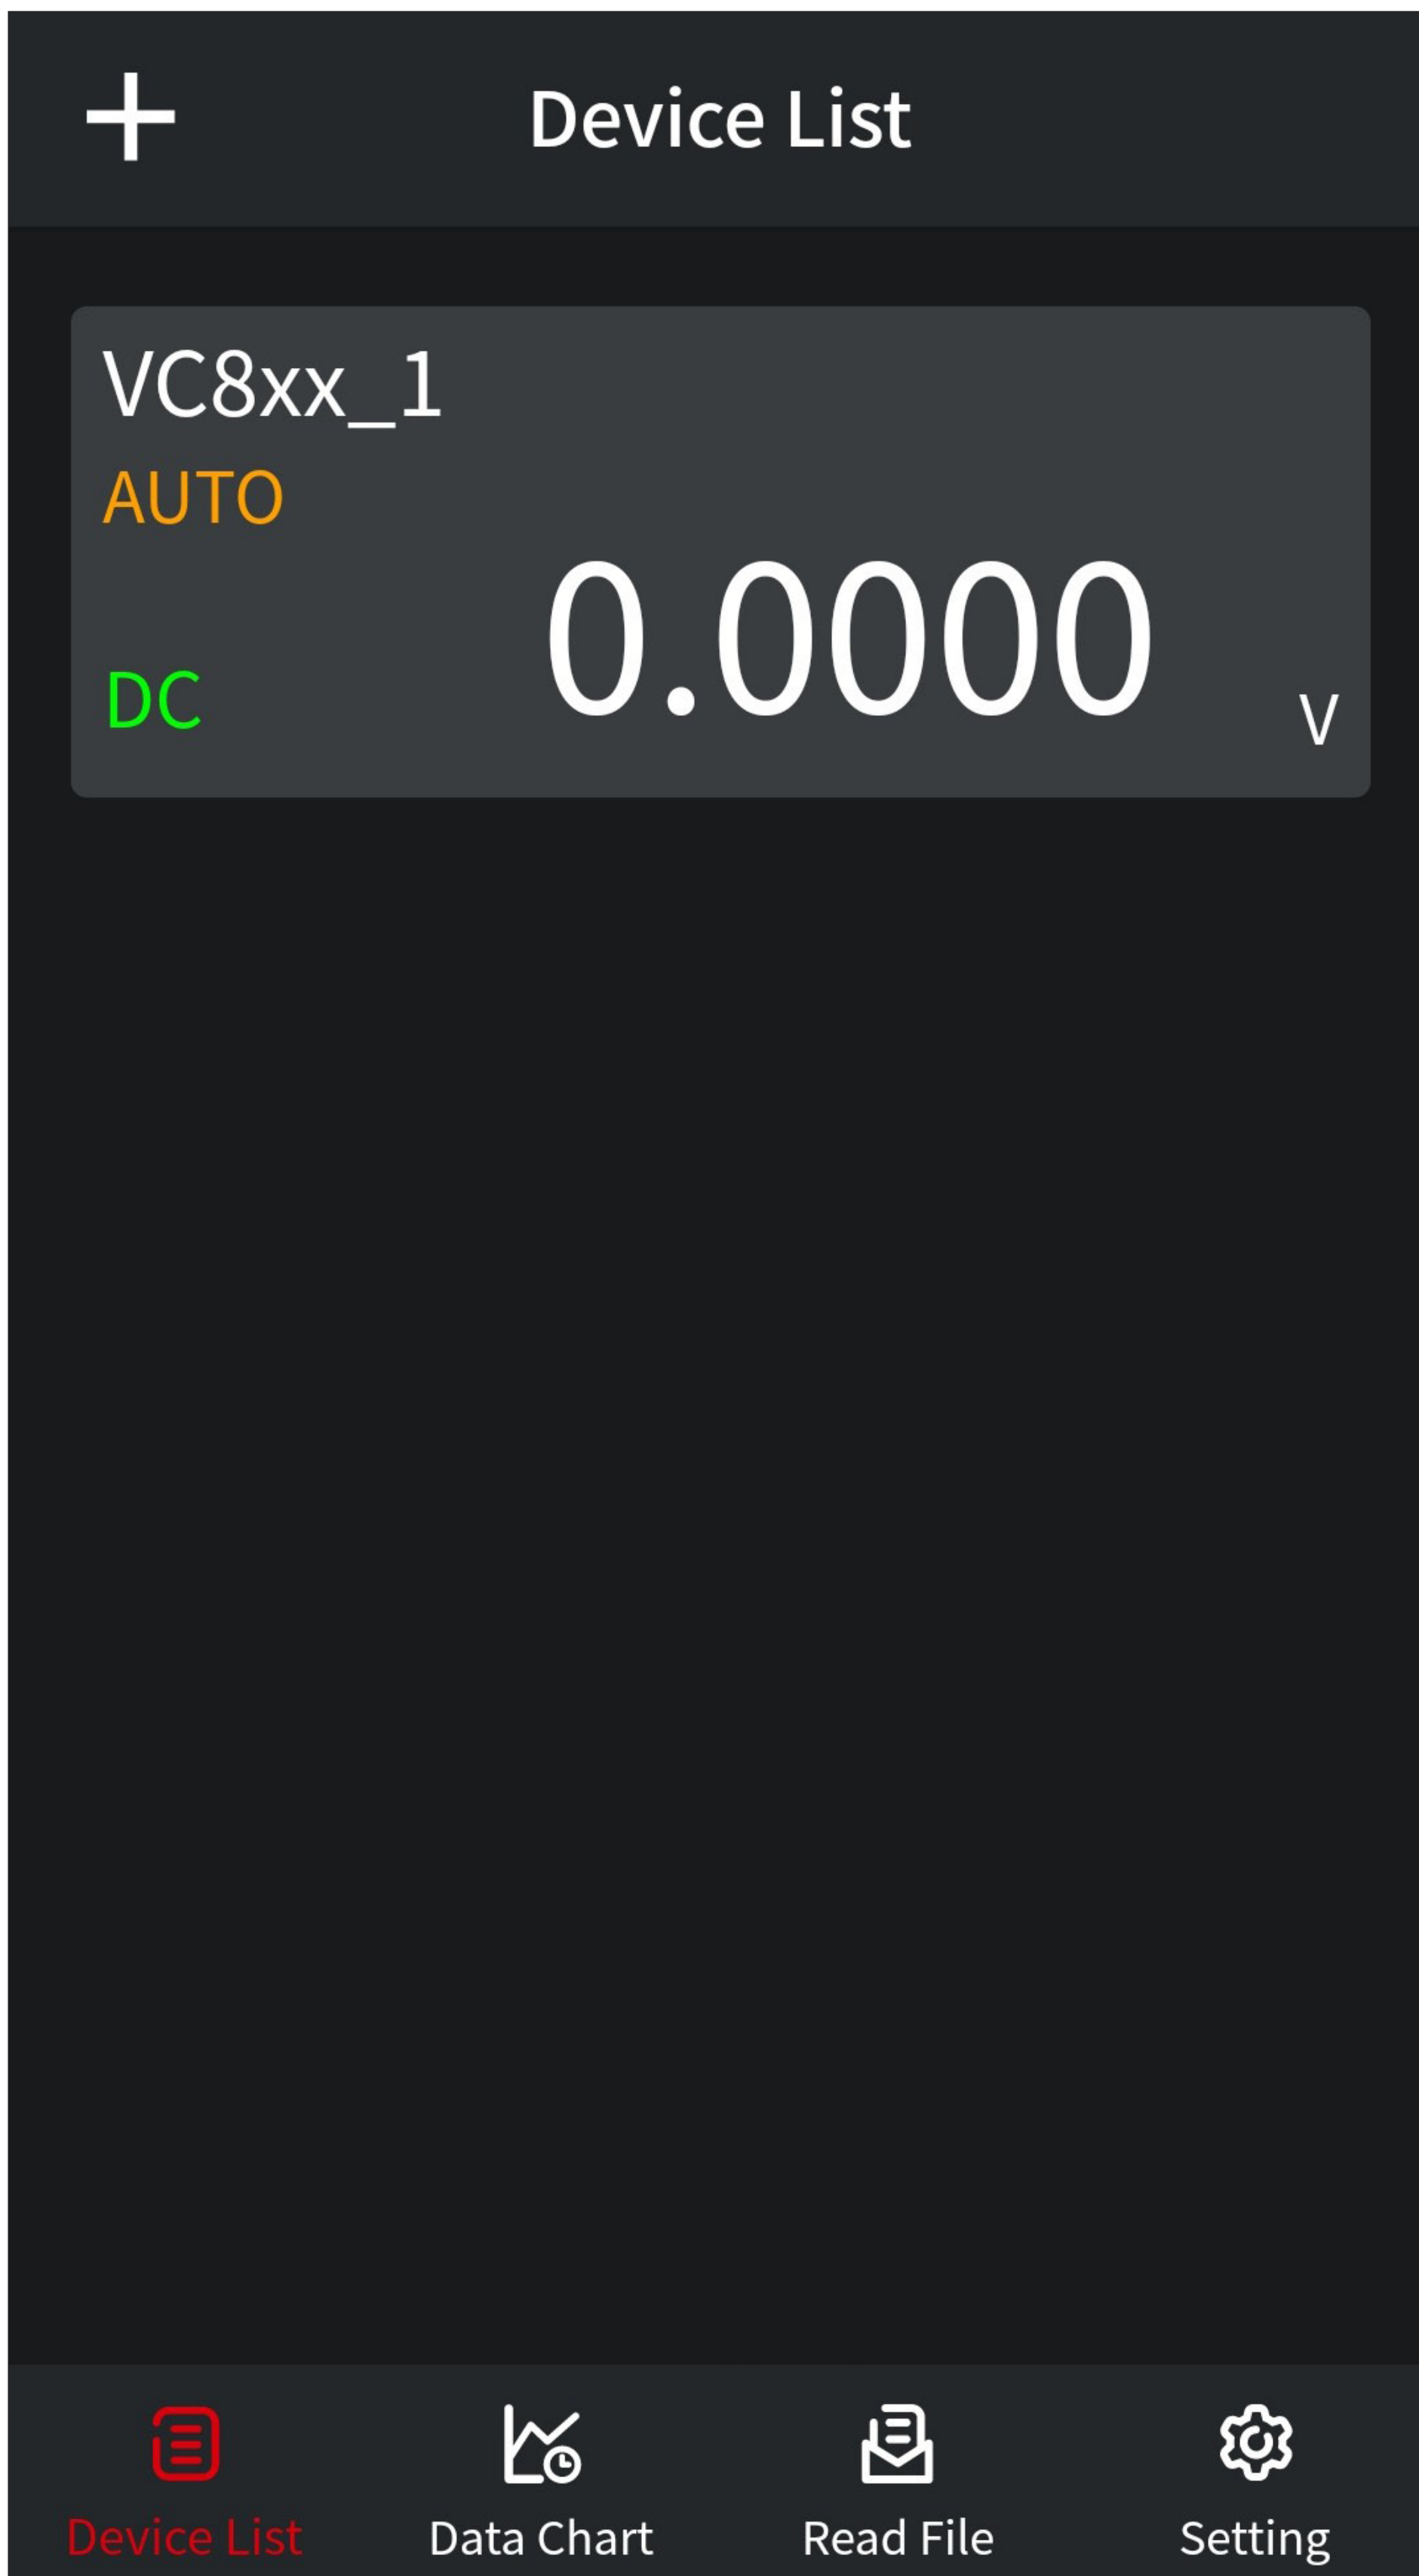 Device List
VC8xx_1
AUTO
0.0000
DC
V
Device List
Data Chart
Read File
Setting